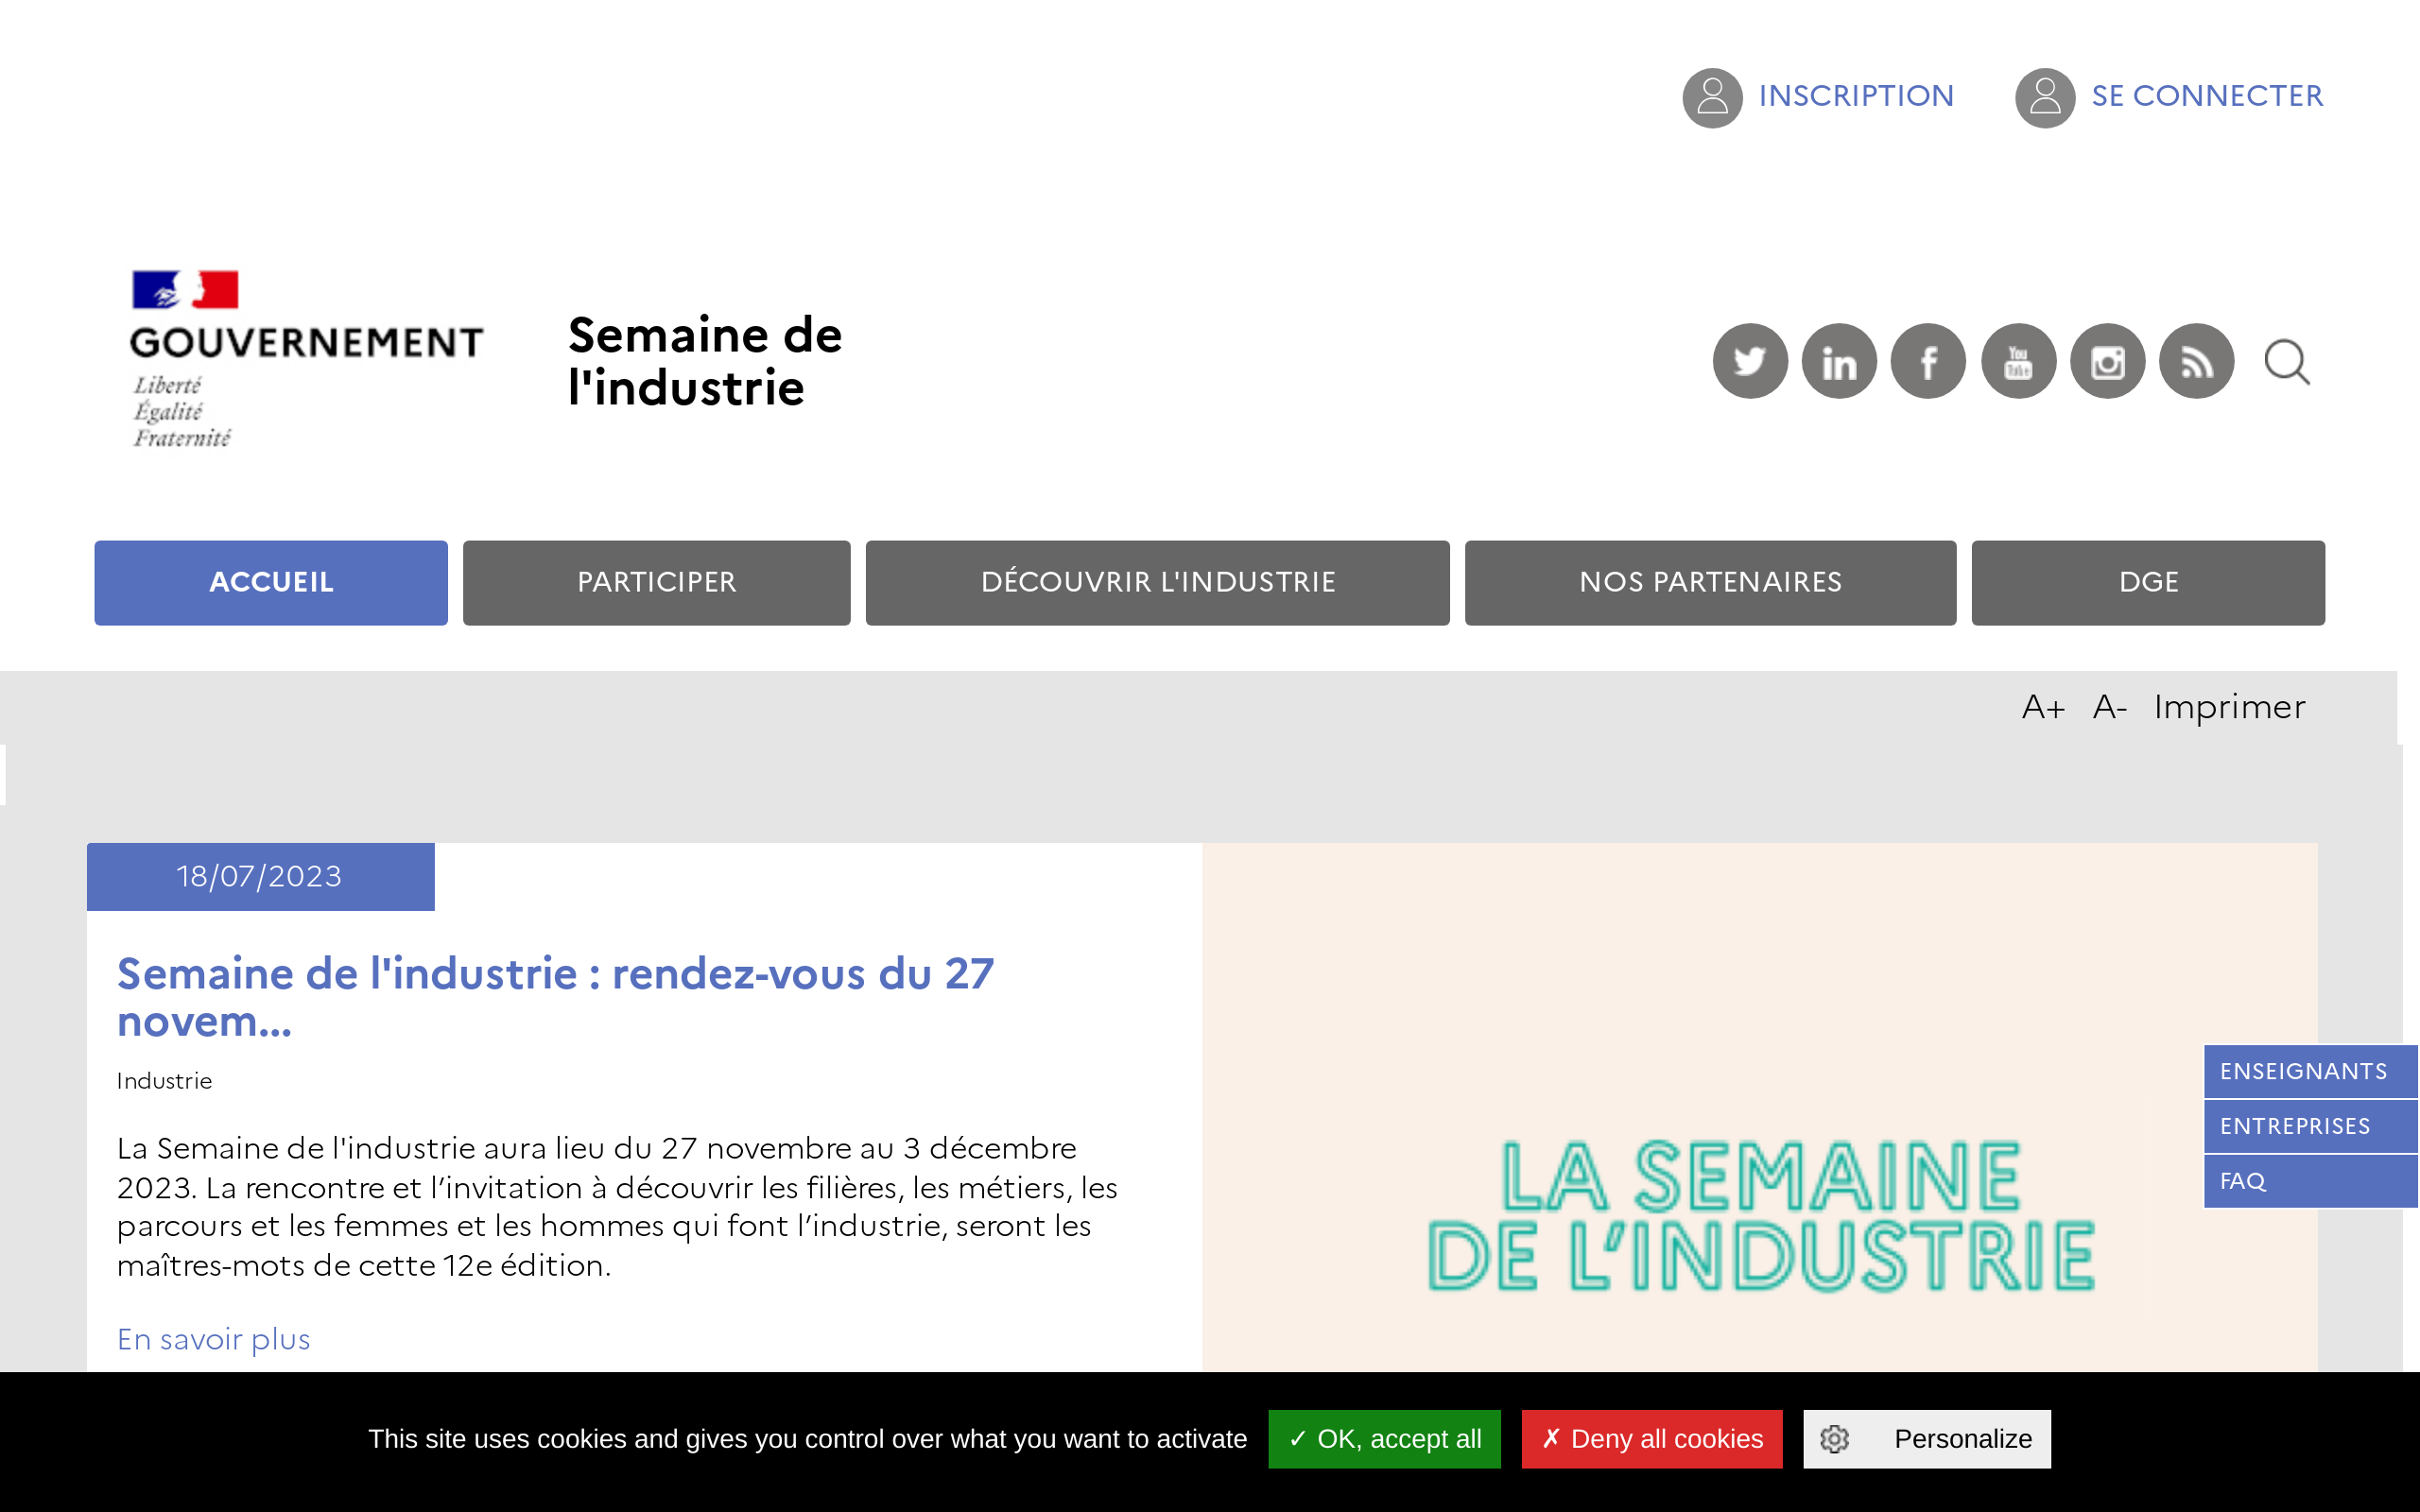 INSCRIPTION
SE CONNECTER
GOUVERNEMENT
Liberté
Égalité
Fraternité
Semaine de
l'industrie
You
Tube
ACCUEIL
PARTICIPER
DÉCOUVRIR L'INDUSTRIE
NOS PARTENAIRES
DGE
A+ A- Imprimer
18/07/2023
Semaine de l'industrie : rendez-vous du 27
novem...
Industrie
La Semaine de l'industrie aura lieu du 27 novembre au 3 décembre
2023. La rencontre et l’invitation à découvrir les filières, les métiers, les
parcours et les femmes et les hommes qui font l’industrie, seront les
maîtres-mots de cette 12e édition.
En savoir plus
LA SEMAINE
DE L’INDUSTRIE
ENSEIGNANTS
ENTREPRISES
FAQ
This site uses cookies and gives you control over what you want to activate
✓ OK, accept all
✗ Deny all cookies
Personalize